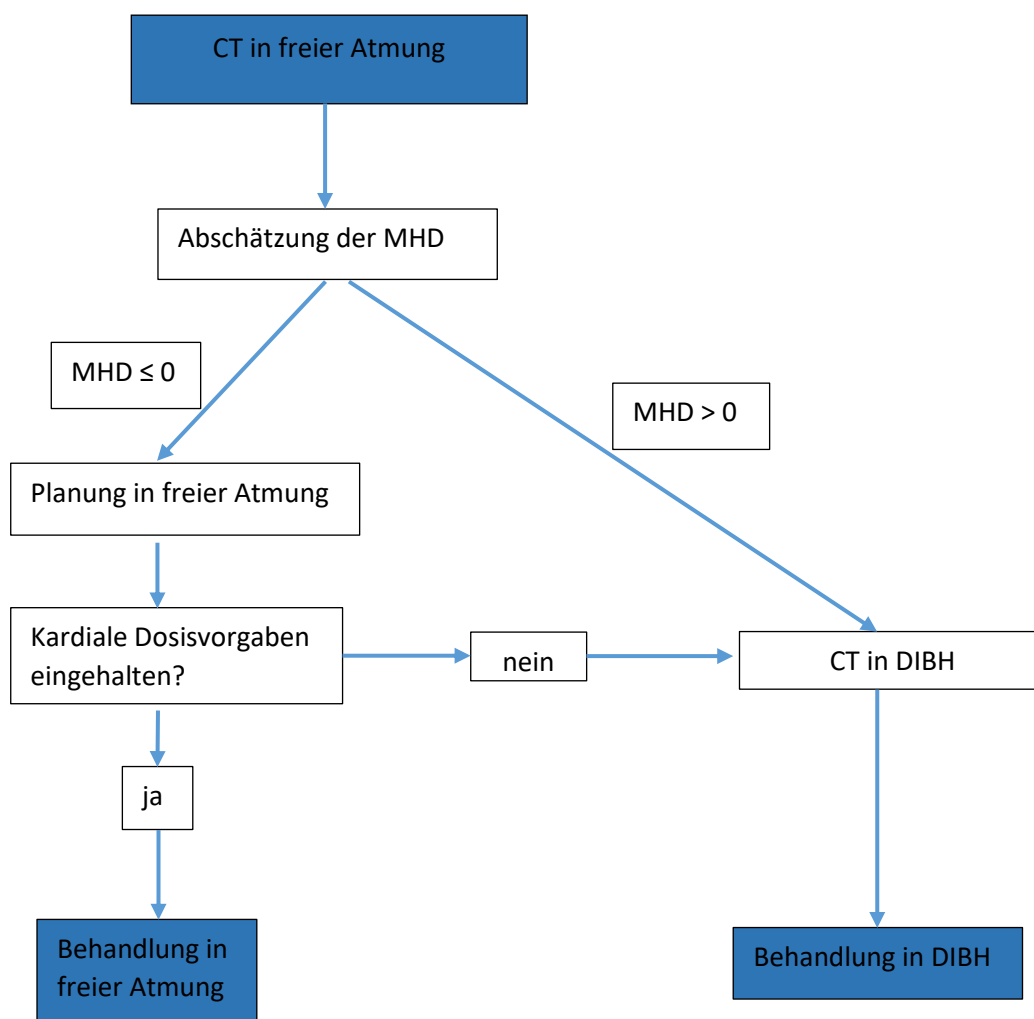 CT in freier Atmung
Abschätzung der MHD
MHD ≤ 0
MHD > 0
Planung in freier Atmung
Kardiale Dosisvorgaben
eingehalten?
nein
CT in DIBH
ja
Behandlung in
freier Atmung
Behandlung in DIBH